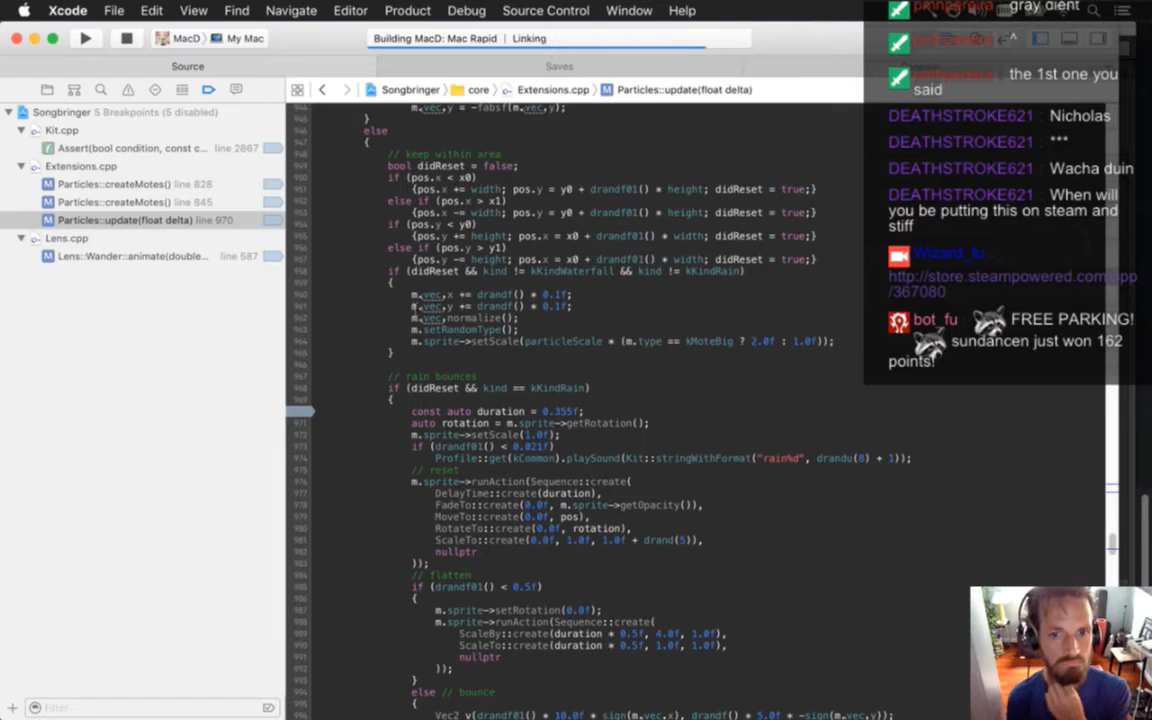 Xcode File Edit View Find Navigate Editor Product Debug Source Control Window Help
MacD My Mac
Building MacD: Mac Rapid | Linking
Source
Saves
Songbringer core Extensions.cpp Particles::update(float delta)
Songbringer 5 Breakpoints (5 disabled)
Kit.cpp
Assert(bool condition, const c... line 2867
Extensions.cpp
Particles::createMotes() line 828
Particles::createMotes() line 845
Particles::update(float delta) line 970
Lens.cpp
Lens::Wander::animate(double... line 587
Filter
m.vec.y = -fabsf(m.vec.y);
}
else
{
// keep within area
bool didReset = false;
if (pos.x < x0)
{pos.x += width; pos.y = y0 + drandf01() * height; didReset = true;}
else if (pos.x > x1)
{pos.x -= width; pos.y = y0 + drandf01() * height; didReset = true;}
if (pos.y < y0)
{pos.y += height; pos.x = x0 + drandf01() * width; didReset = true;}
else if (pos.y > y1)
{pos.y -= height; pos.x = x0 + drandf01() * width; didReset = true;}
if (didReset && kind != kKindWaterfall && kind != kKindRain)
{
m.vec.x += drandf() * 0.1f;
m.vec.y += drandf() * 0.1f;
m.vec.normalize();
m.setRandomType();
m.sprite->setScale(particleScale * (m.type == kMoteBig ? 2.0f : 1.0f));
}
// rain bounces
if (didReset && kind == kKindRain)
{
const auto duration = 0.355f;
auto rotation = m.sprite->getRotation();
m.sprite->setScale(1.0f);
if (drandf01() < 0.021f)
Profile::get(kCommon).playSound(Kit::stringWithFormat("rain%d", drandu(8) + 1));
// reset
m.sprite->runAction(Sequence::create(
DelayTime::create(duration),
FadeTo::create(0.0f, m.sprite->getOpacity()),
MoveTo::create(0.0f, pos),
RotateTo::create(0.0f, rotation),
ScaleTo::create(0.0f, 1.0f, 1.0f + drand(5)),
nullptr
));
// flatten
if (drandf01() < 0.5f)
{
m.sprite->setRotation(0.0f);
m.sprite->runAction(Sequence::create(
ScaleBy::create(duration * 0.5f, 4.0f, 1.0f),
ScaleTo::create(duration * 0.5f, 1.0f, 1.0f),
nullptr
));
}
else // bounce
{
Vec2 v(drandf01() * 10.0f * sign(m.vec.x), drandf() * 5.0f * -sign(m.vec.y));
gray dient
^
the 1st one you
said
DEATHSTROKE621 Nicholas
DEATHSTROKE621 ***
DEATHSTROKE621 Wacha duin
DEATHSTROKE621 When will
you be putting this on steam and
stiff
Wizard_fu
http://store.steampowered.com/app
/367080
bot_fu FREE PARKING!
sundancen just won 162
points!